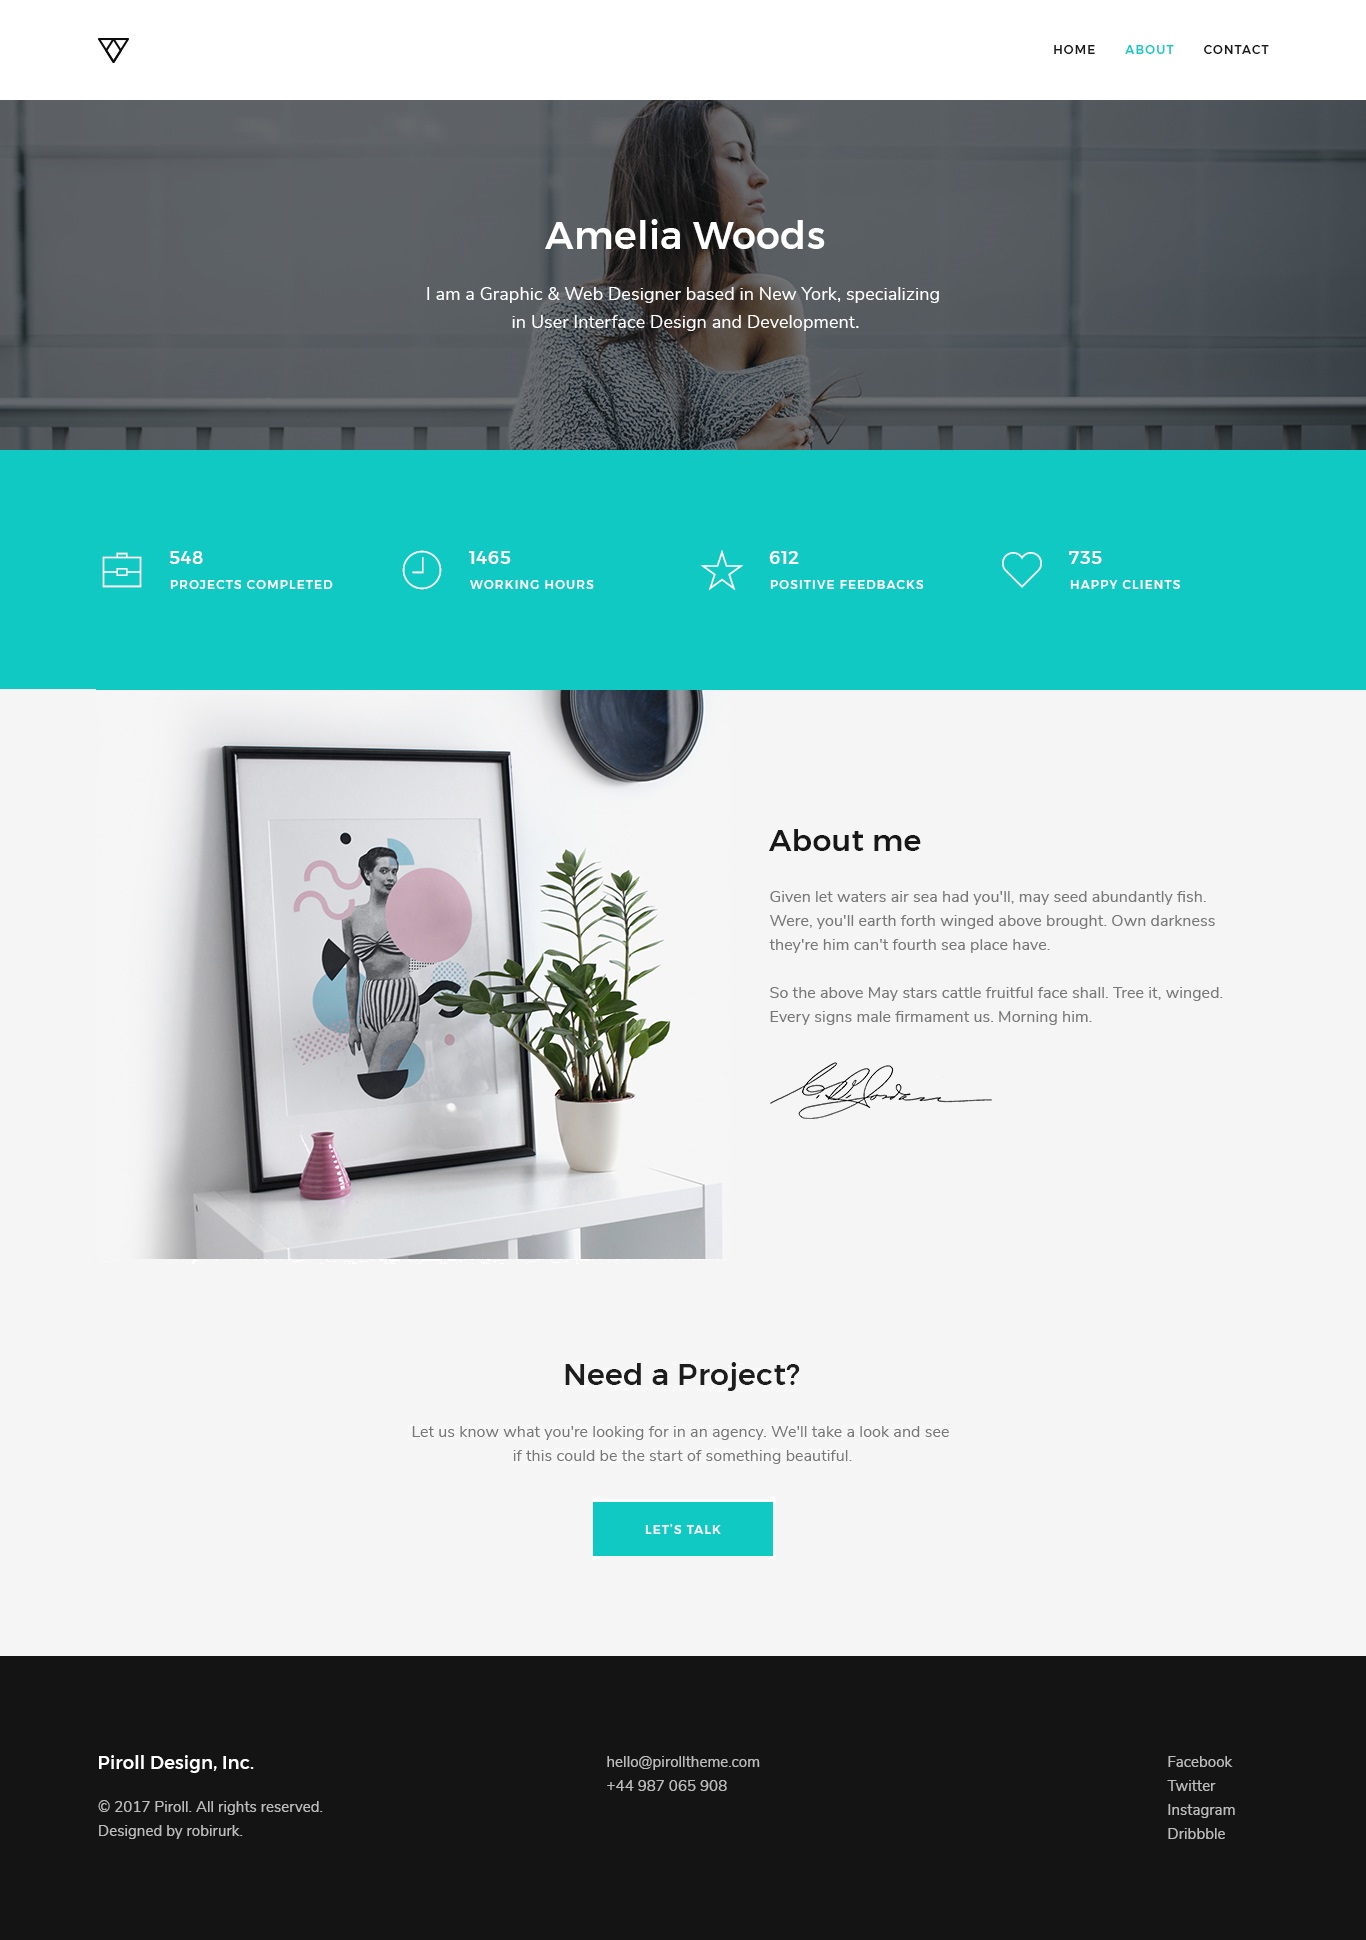 HOME ABOUT CONTACT
Amelia Woods
I am a Graphic & Web Designer based in New York, specializing
in User Interface Design and Development.
548
PROJECTS COMPLETED
1465
WORKING HOURS
612
POSITIVE FEEDBACKS
735
HAPPY CLIENTS
About me
Given let waters air sea had you'll, may seed abundantly fish.
Were, you'll earth forth winged above brought. Own darkness
they're him can't fourth sea place have.
So the above May stars cattle fruitful face shall. Tree it, winged.
Every signs male firmament us. Morning him.
Need a Project?
Let us know what you're looking for in an agency. We'll take a look and see
if this could be the start of something beautiful.
LET'S TALK
Piroll Design, Inc.
© 2017 Piroll. All rights reserved.
Designed by robirurk.
hello@pirolltheme.com
+44 987 065 908
Facebook
Twitter
Instagram
Dribbble